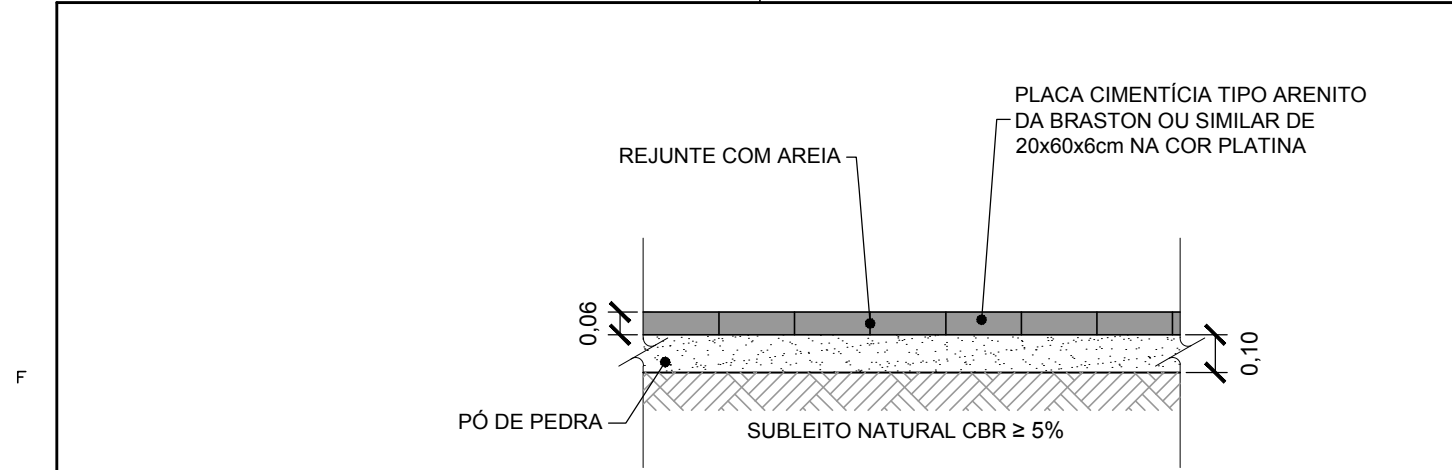 PLACA CIMENTÍCIA TIPO ARENITO
DA BRASTON OU SIMILAR DE
20x60x6cm NA COR PLATINA
REJUNTE COM AREIA
0,06
0,10
F
PÓ DE PEDRA
SUBLEITO NATURAL CBR ≥ 5%